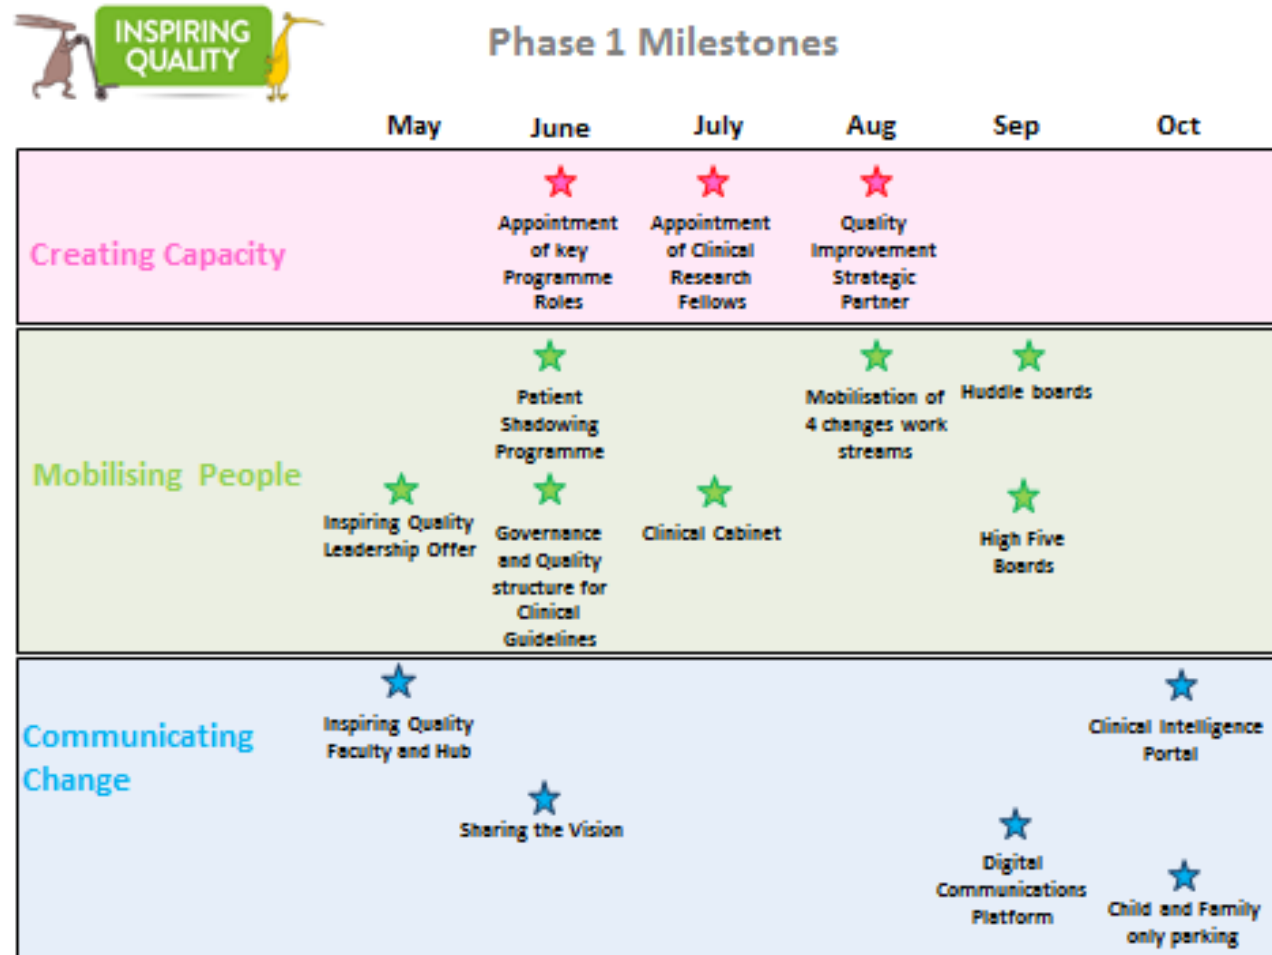 INSPIRING
QUALITY
Phase 1 Milestones
May June July Aug Sep Oct
Creating Capacity
Appointment
of key
Programme
Roles
Appointment
of Clinical
Research
Fellows
Quality
Improvement
Strategic
Partner
Mobilising People
Patient
Shadowing
Programme
Mobilisation of
4 changes work
streams
Huddle boards
Inspiring Quality
Leadership Offer
Governance
and Quality
structure for
Clinical
Guidelines
Clinical Cabinet
High Five
Boards
Communicating
Change
Inspiring Quality
Faculty and Hub
Clinical Intelligence
Portal
Sharing the Vision
Digital
Communications
Platform
Child and Family
only parking